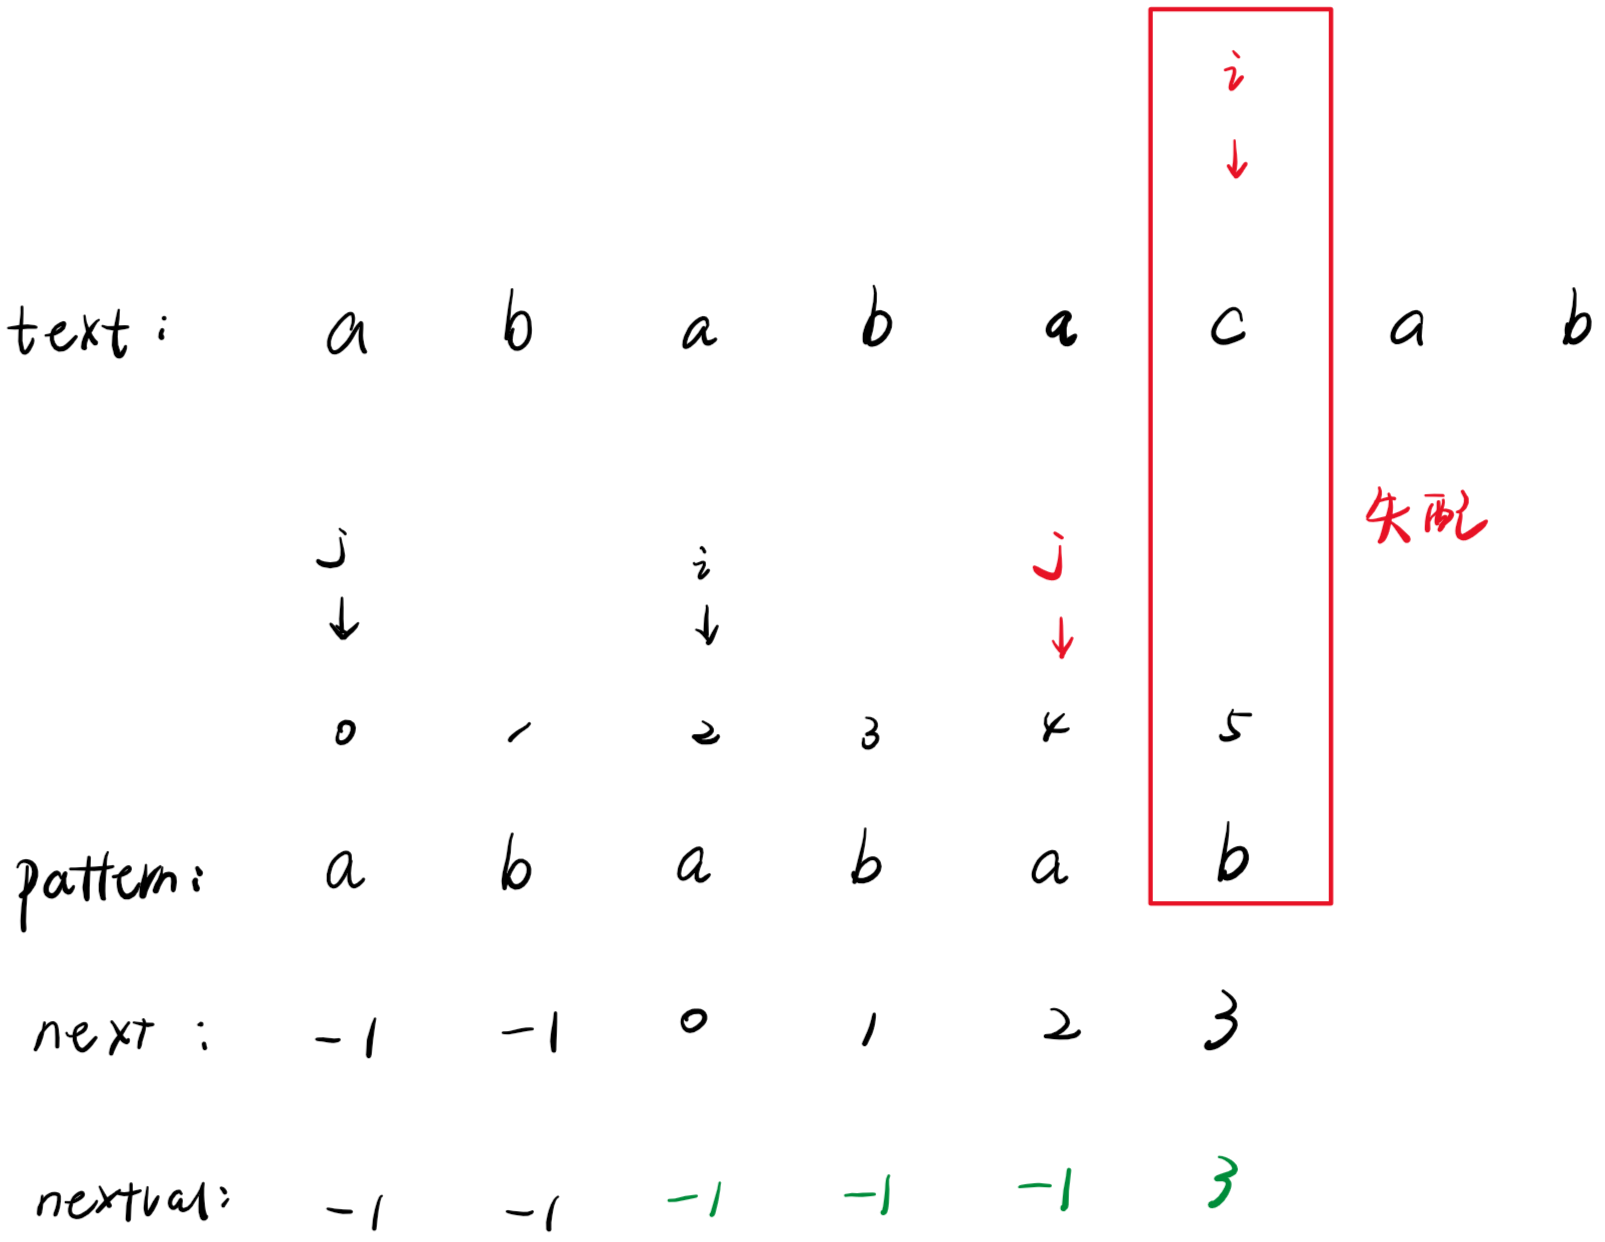 i
↓
text: a b a b a c a b
失配
j i j
↓ ↓ ↓
0 1 2 3 4 5
pattern: a b a b a b
next: -1 -1 0 1 2 3
nextval: -1 -1 -1 -1 -1 3